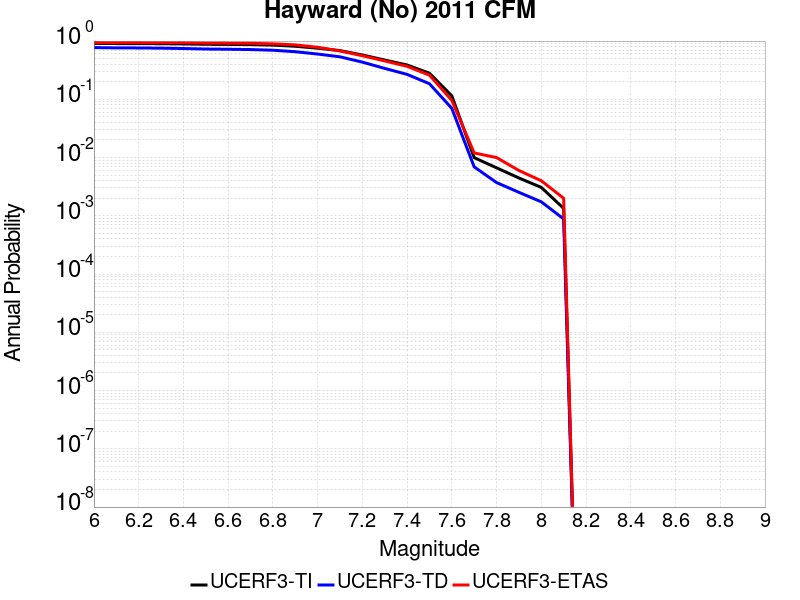 Hayward (No) 2011 CFM
Annual Probability
10^0
10^-1
10^-2
10^-3
10^-4
10^-5
10^-6
10^-7
10^-8
6 6.2 6.4 6.6 6.8 7 7.2 7.4 7.6 7.8 8 8.2 8.4 8.6 8.8 9
Magnitude
UCERF3-TI UCERF3-TD UCERF3-ETAS